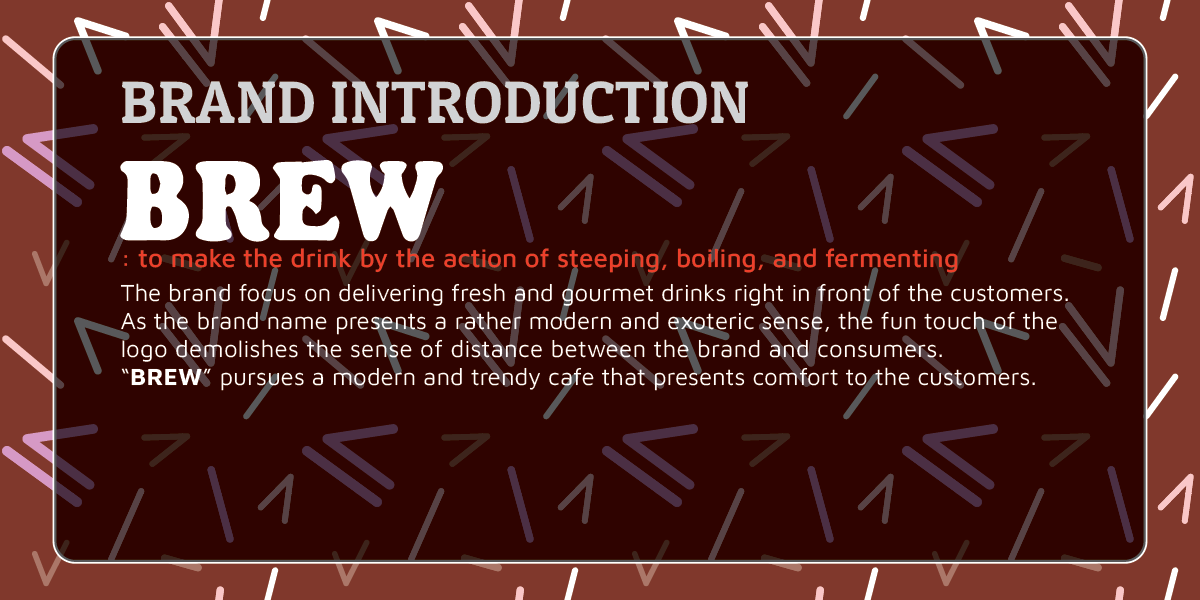 BRAND INTRODUCTION
BREW
: to make the drink by the action of steeping, boiling, and fermenting
The brand focus on delivering fresh and gourmet drinks right in front of the customers.
As the brand name presents a rather modern and exoteric sense, the fun touch of the
logo demolishes the sense of distance between the brand and consumers.
“BREW” pursues a modern and trendy cafe that presents comfort to the customers.